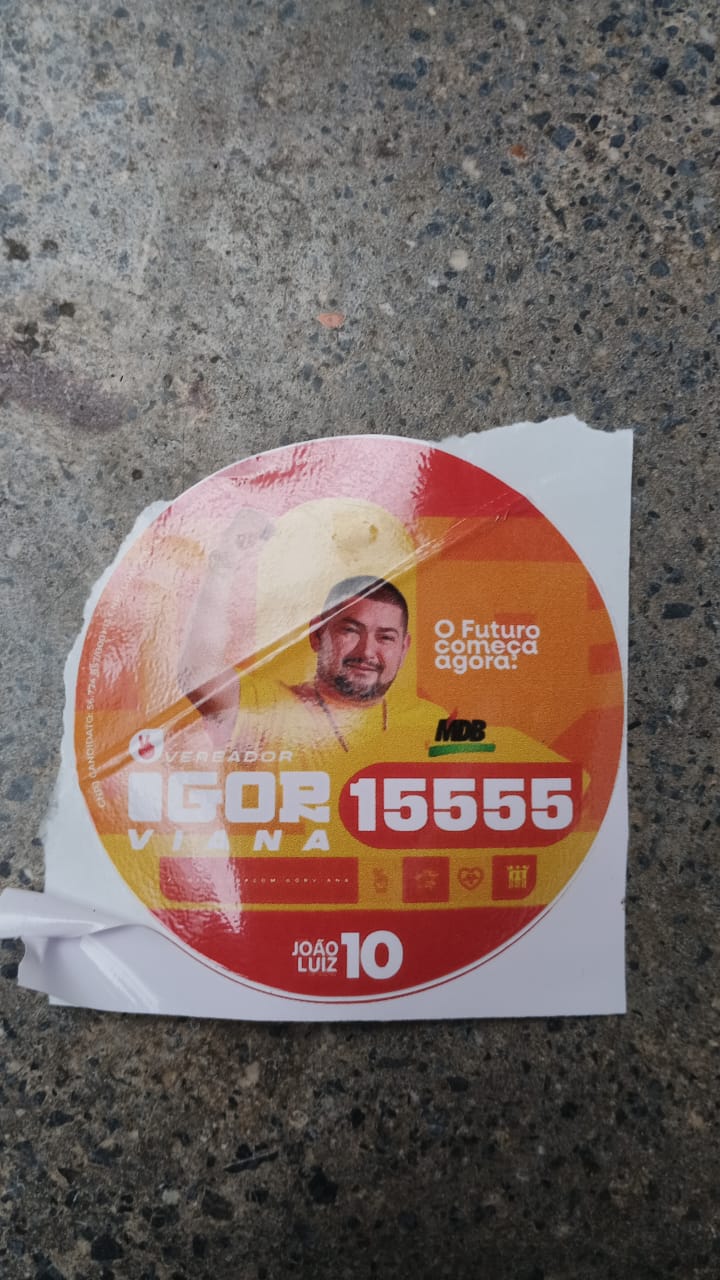 O Futuro
começa
agora!
MDB
VEREADOR
IGOR
VIANA
15555
JOÃO
LUIZ
10